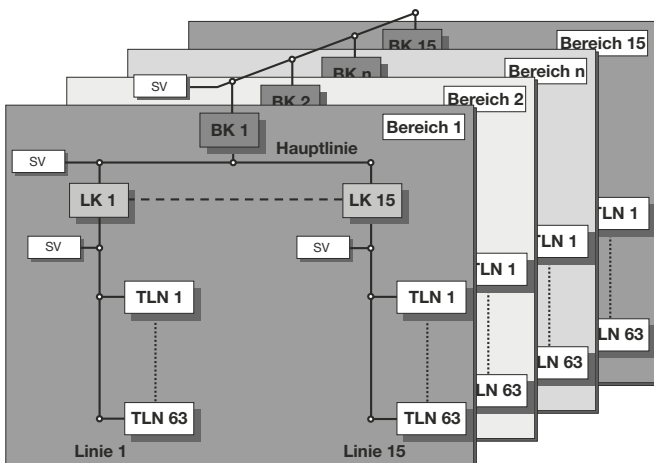 BK 15
Bereich 15
BK n
Bereich n
SV
BK 2
Bereich 2
BK 1
Bereich 1
Hauptlinie
SV
LK 1
LK 15
TLN 1
TLN 1
SV
SV
TLN 1
TLN 1
TLN 1
LN 63
LN 63
LN 63
TLN 63
TLN 63
Linie 1
Linie 15